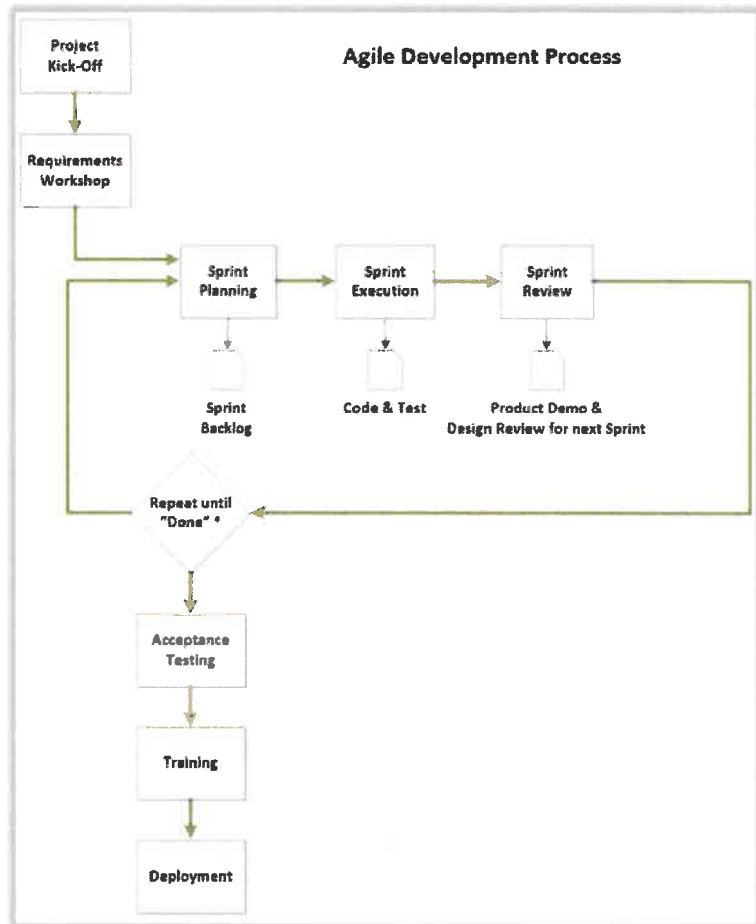 Agile Development Process
Project
Kick-Off
Requirements
Workshop
Sprint
Planning
Sprint
Execution
Sprint
Review
Sprint
Backlog
Code & Test
Product Demo &
Design Review for next Sprint
Repeat until
"Done" *
Acceptance
Testing
Training
Deployment